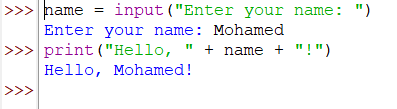 >>> name = input("Enter your name: ")
Enter your name: Mohamed
>>> print("Hello, " + name + "!")
Hello, Mohamed!
>>>